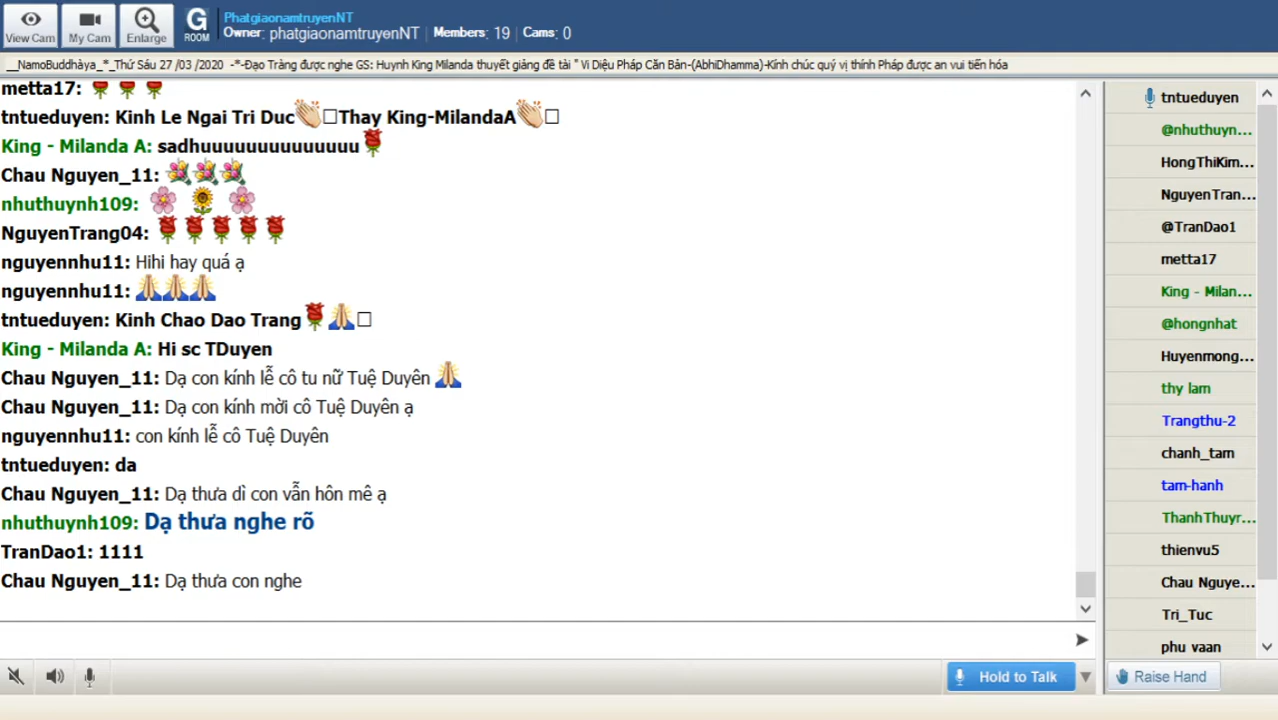 View Cam
My Cam
Enlarge
G
ROOM
PhatgiaonamtruyenNT
Owner: phatgiaonamtruyenNT | Members: 19 | Cams: 0
__NamoBuddhàya_*_Thứ Sáu 27 /03 /2020 -*-Đạo Tràng được nghe GS: Huynh King Milanda thuyết giảng đề tài " Vi Diệu Pháp Căn Bản-(AbhiDhamma)-Kính chúc quý vị thính Pháp được an vui tiến hóa
metta17:
tntueduyen: Kinh Le Ngai Tri Duc Thay King-MilandaA
King - Milanda A: sadhuuuuuuuuuuuuuu
Chau Nguyen_11:
nhuthuynh109:
NguyenTrang04:
nguyennhu11: Hihi hay quá ạ
nguyennhu11:
tntueduyen: Kinh Chao Dao Trang
King - Milanda A: Hi sc TDuyen
Chau Nguyen_11: Dạ con kính lễ cô tu nữ Tuệ Duyên
Chau Nguyen_11: Dạ con kính mời cô Tuệ Duyên ạ
nguyennhu11: con kính lễ cô Tuệ Duyên
tntueduyen: da
Chau Nguyen_11: Dạ thưa dì con vẫn hôn mê ạ
nhuthuynh109: Dạ thưa nghe rõ
TranDao1: 1111
Chau Nguyen_11: Dạ thưa con nghe
Hold to Talk
tntueduyen
@nhuthuyn...
HongThiKim...
NguyenTran...
@TranDao1
metta17
King - Milan...
@hongnhat
Huyenmong...
thy lam
Trangthu-2
chanh_tam
tam-hanh
ThanhThuyr...
thienvu5
Chau Nguye...
Tri_Tuc
phu vaan
Raise Hand